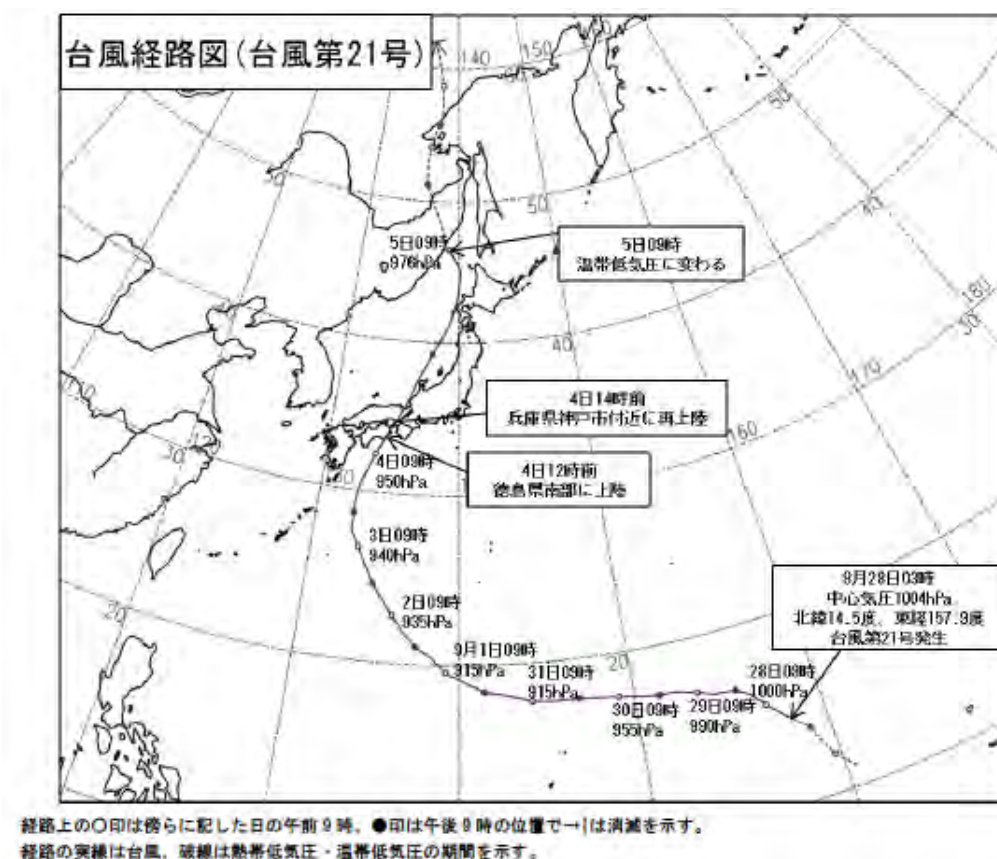 台風経路図(台風第21号)
140
150
50
50
50
40
180
30
5日09時
976hPa
5日09時
温帯低気圧に変わる
40
170
4日14時前
兵庫県神戸市付近に再上陸
160
30
4日09時
950hPa
4日12時前
徳島県南部に上陸
3日09時
940hPa
8月28日03時
中心気圧1004hPa
北緯14.5度、東経157.9度
台風第21号発生
20
2日09時
935hPa
9月1日09時
915hPa
31日09時
915hPa
20
28日09時
1000hPa
30日09時
955hPa
29日09時
990hPa
経路上の○印は傍らに記した日の午前9時、●印は午後9時の位置で→|は消滅を示す。
経路の実線は台風、破線は熱帯低気圧・温帯低気圧の期間を示す。